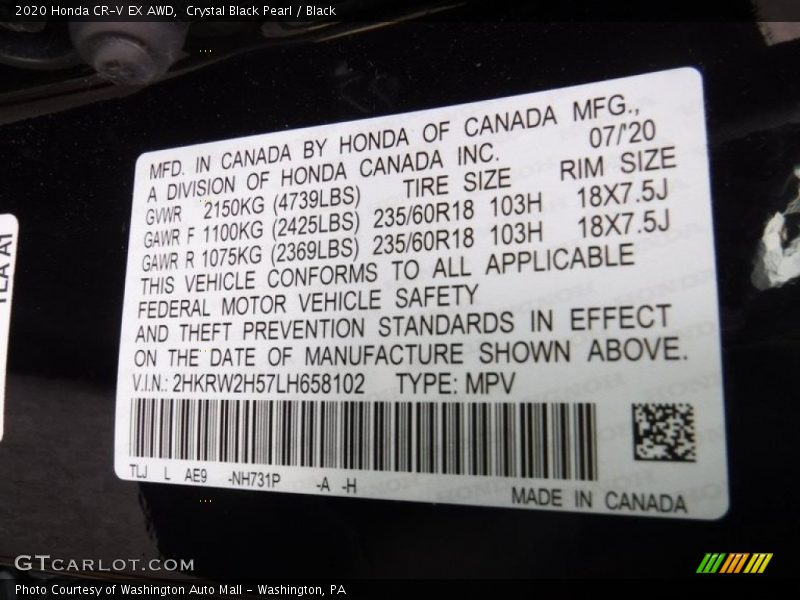 2020 Honda CR-V EX AWD, Crystal Black Pearl / Black
MFD. IN CANADA BY HONDA OF CANADA MFG.,
A DIVISION OF HONDA CANADA INC. 07/'20
GVWR 2150KG (4739LBS) TIRE SIZE RIM SIZE
GAWR F 1100KG (2425LBS) 235/60R18 103H 18X7.5J
GAWR R 1075KG (2369LBS) 235/60R18 103H 18X7.5J
THIS VEHICLE CONFORMS TO ALL APPLICABLE
FEDERAL MOTOR VEHICLE SAFETY
AND THEFT PREVENTION STANDARDS IN EFFECT
ON THE DATE OF MANUFACTURE SHOWN ABOVE.
V.I.N.: 2HKRW2H57LH658102 TYPE: MPV
TLJ L AE9 -NH731P -A -H
MADE IN CANADA
TLA A1
GTCARLOT.COM
Photo Courtesy of Washington Auto Mall - Washington, PA